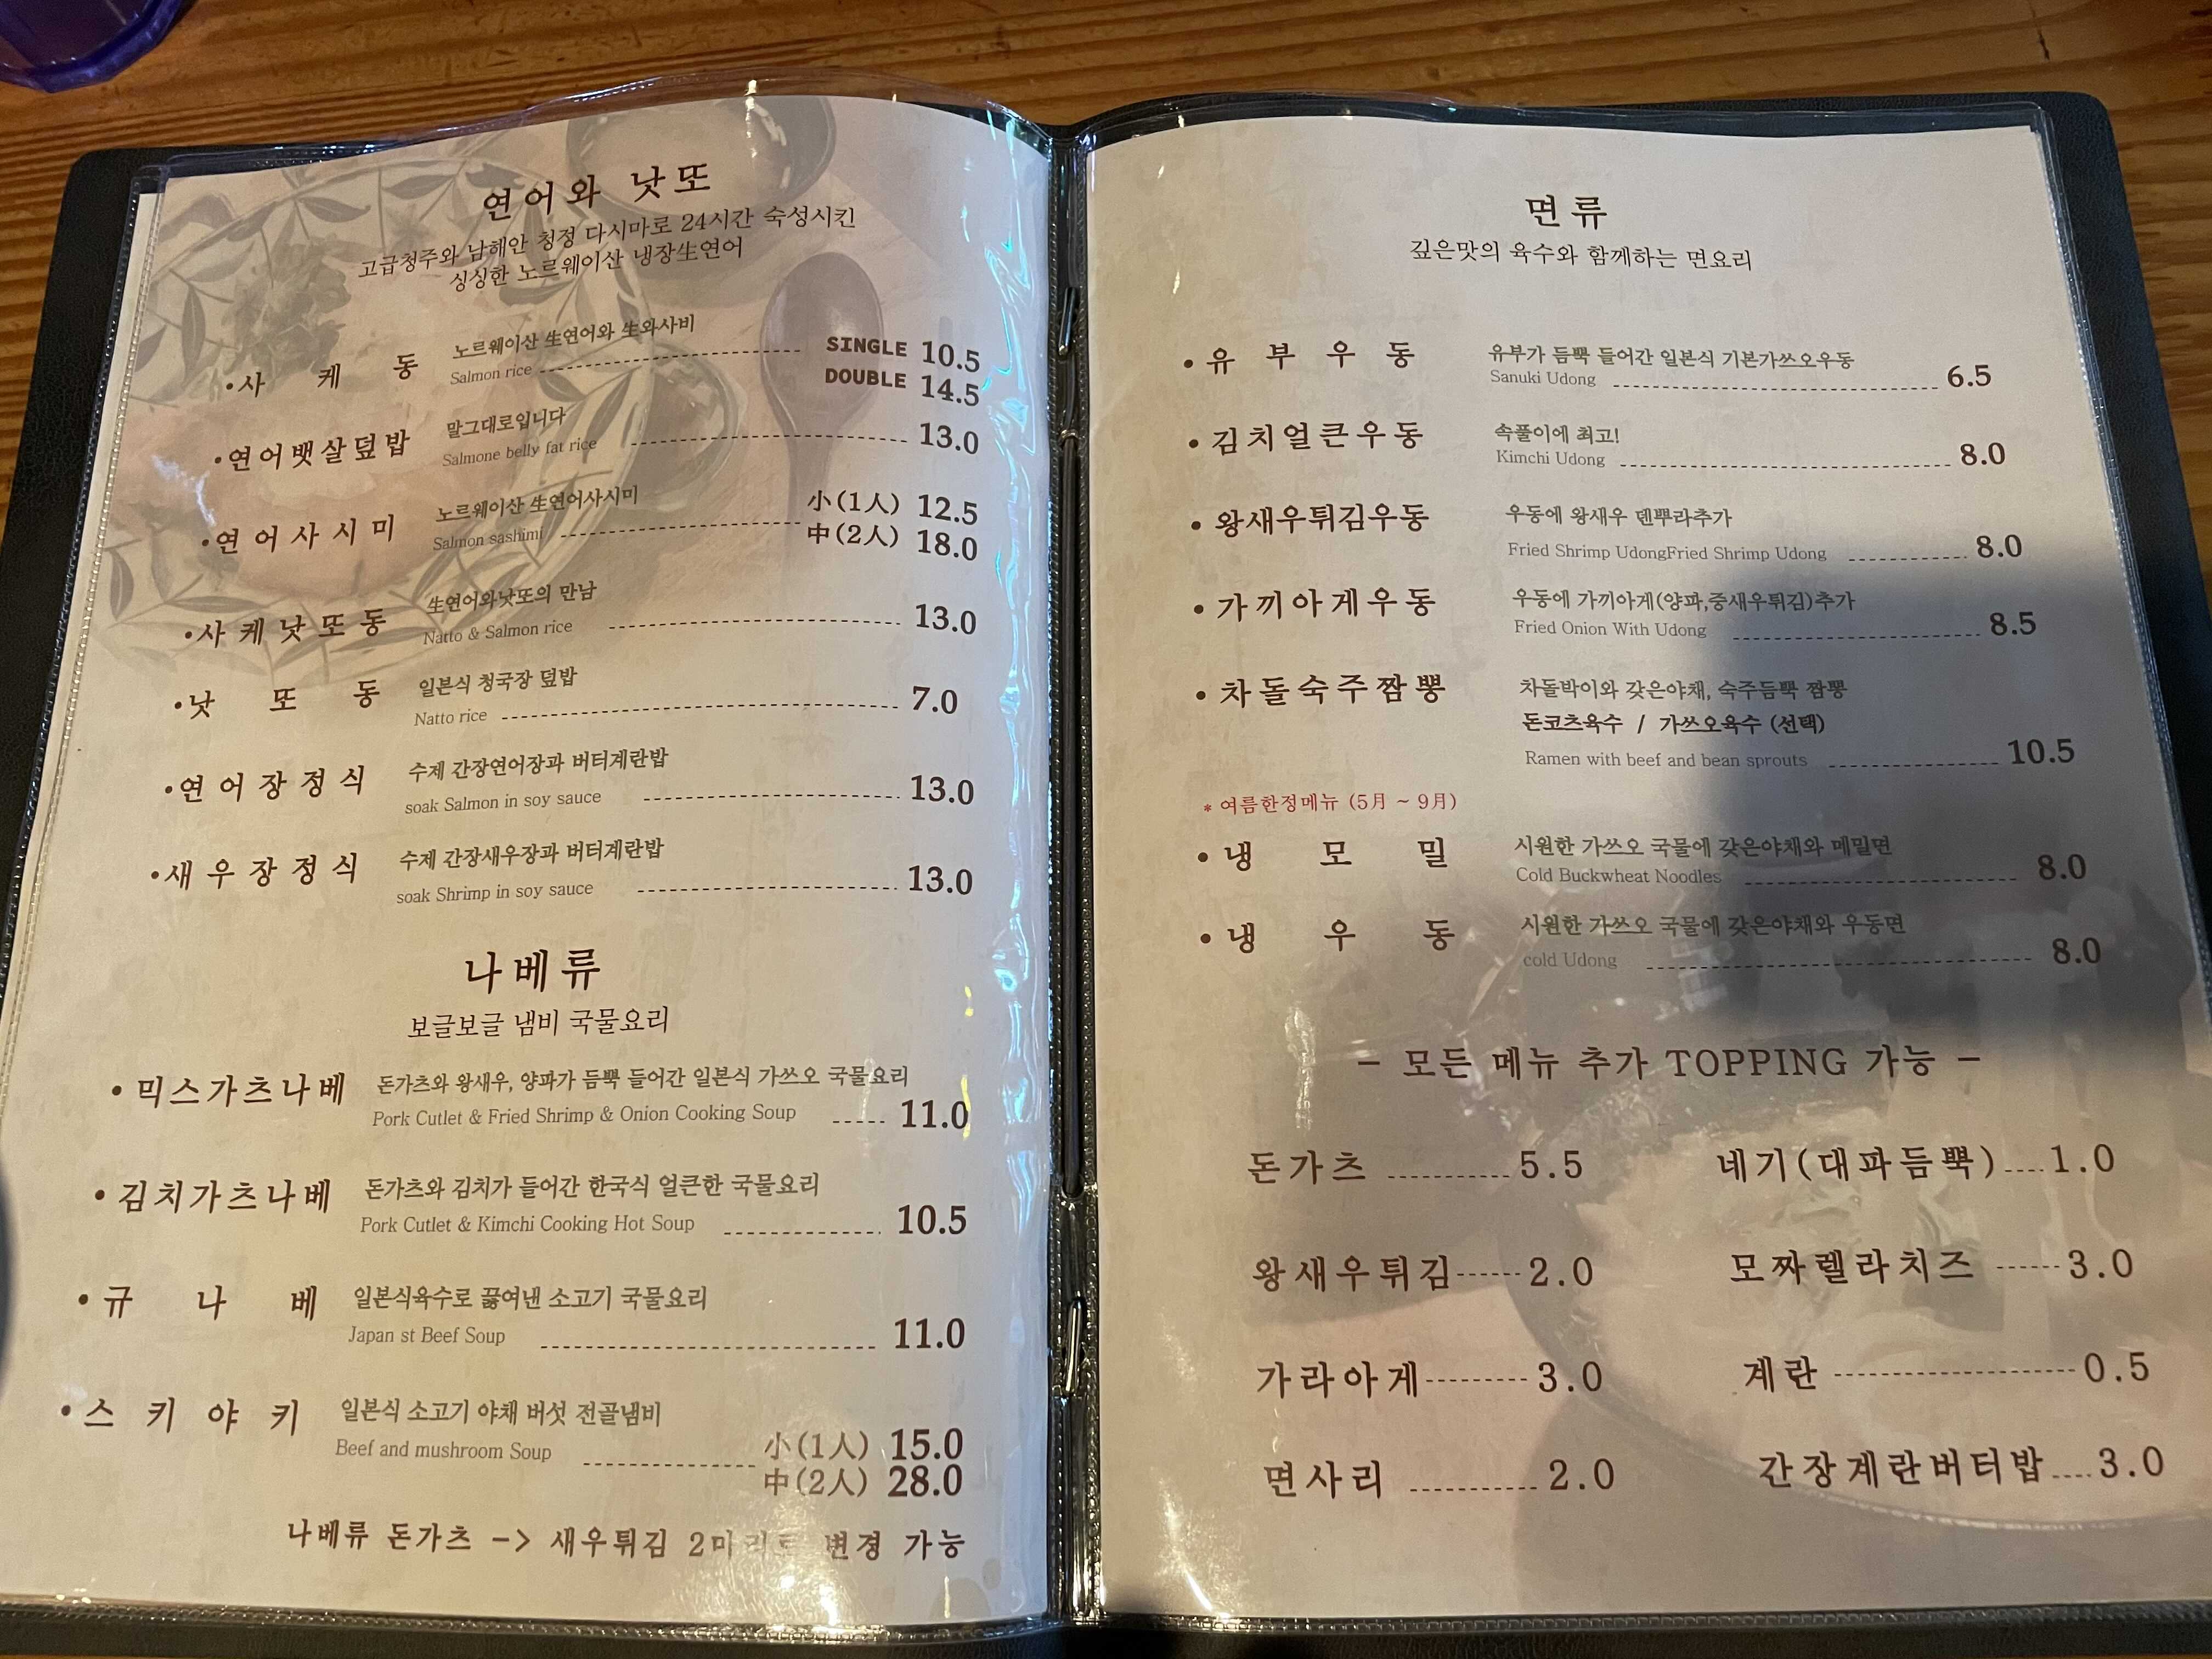 연어와 낫또
고급청주와 남해안 청정 다시마로 24시간 숙성시킨
싱싱한 노르웨이산 냉장生연어
•사 케 동
노르웨이산 生연어와 生와사비
Salmon rice SINGLE 10.5
DOUBLE 14.5
•연어뱃살덮밥
말그대로입니다
Salmone belly fat rice 13.0
•연어사시미
노르웨이산 生연어사시미
Salmon sashimi 小(1人) 12.5
中(2人) 18.0
•사케낫또동
生연어와낫또의 만남
Natto & Salmon rice 13.0
•낫 또 동
일본식 청국장 덮밥
Natto rice 7.0
•연어장정식
수제 간장연어장과 버터계란밥
soak Salmon in soy sauce 13.0
•새우장정식
수제 간장새우장과 버터계란밥
soak Shrimp in soy sauce 13.0
나베류
보글보글 냄비 국물요리
• 믹스가츠나베
돈가츠와 왕새우, 양파가 듬뿍 들어간 일본식 가쓰오 국물요리
Pork Cutlet & Fried Shrimp & Onion Cooking Soup 11.0
• 김치가츠나베
돈가츠와 김치가 들어간 한국식 얼큰한 국물요리
Pork Cutlet & Kimchi Cooking Hot Soup 10.5
• 규 나 베
일본식육수로 끓여낸 소고기 국물요리
Japan st Beef Soup 11.0
• 스키야키
일본식 소고기 야채 버섯 전골냄비
Beef and mushroom Soup 小(1人) 15.0
中(2人) 28.0
나베류 돈가츠 -> 새우튀김 2마리로 변경 가능
면류
깊은맛의 육수와 함께하는 면요리
• 유부우동
유부가 듬뿍 들어간 일본식 기본가쓰오우동
Sanuki Udong 6.5
• 김치얼큰우동
속풀이에 최고!
Kimchi Udong 8.0
• 왕새우튀김우동
우동에 왕새우 덴뿌라추가
Fried Shrimp UdongFried Shrimp Udong 8.0
• 가끼아게우동
우동에 가끼아게(양파,중새우튀김)추가
Fried Onion With Udong 8.5
• 차돌숙주짬뽕
차돌박이와 갖은야채, 숙주듬뿍 짬뽕
돈코츠육수 / 가쓰오육수 (선택)
Ramen with beef and bean sprouts 10.5
* 여름한정메뉴 (5月 ~ 9月)
• 냉 모 밀
시원한 가쓰오 국물에 갖은야채와 메밀면
Cold Buckwheat Noodles 8.0
• 냉 우 동
시원한 가쓰오 국물에 갖은야채와 우동면
cold Udong 8.0
- 모든 메뉴 추가 TOPPING 가능 -
돈가츠 5.5 네기(대파듬뿍) 1.0
왕새우튀김 2.0 모짜렐라치즈 3.0
가라아게 3.0 계란 0.5
면사리 2.0 간장계란버터밥 3.0